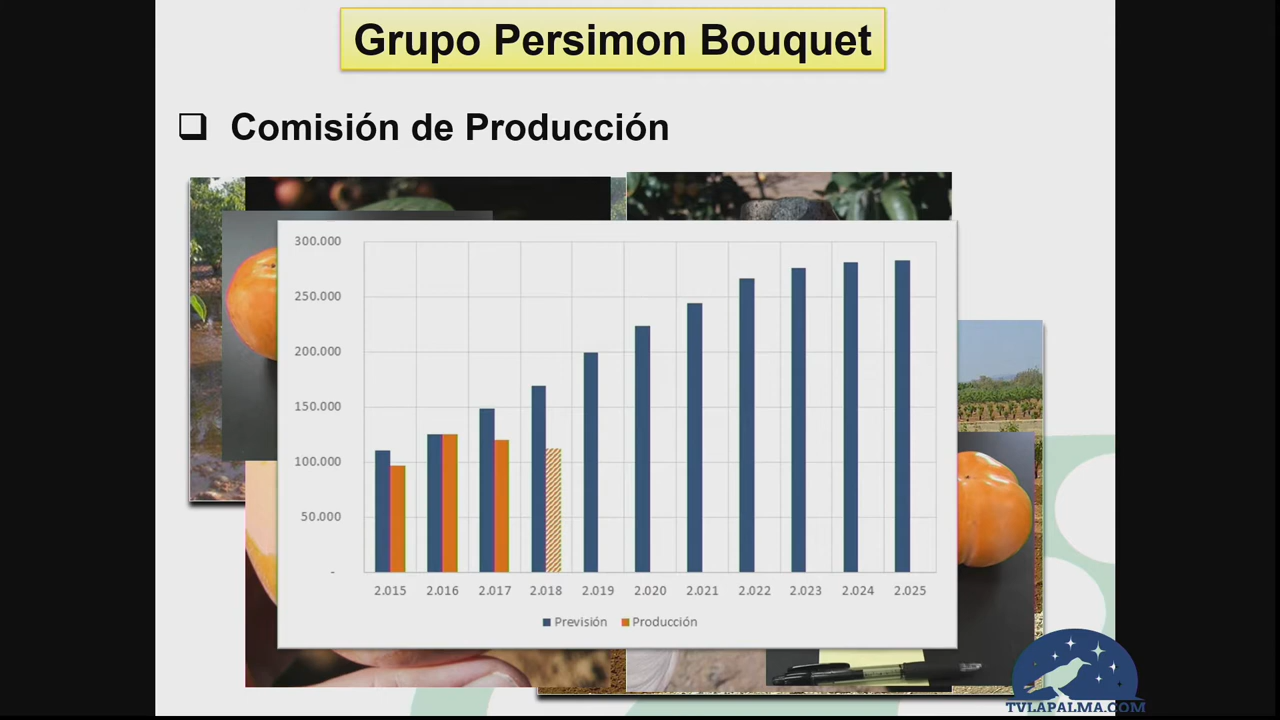 Grupo Persimon Bouquet
Comisión de Producción
300.000
250.000
200.000
150.000
100.000
50.000
-
2.015 2.016 2.017 2.018 2.019 2.020 2.021 2.022 2.023 2.024 2.025
Previsión Producción
TVLAPALMA.COM